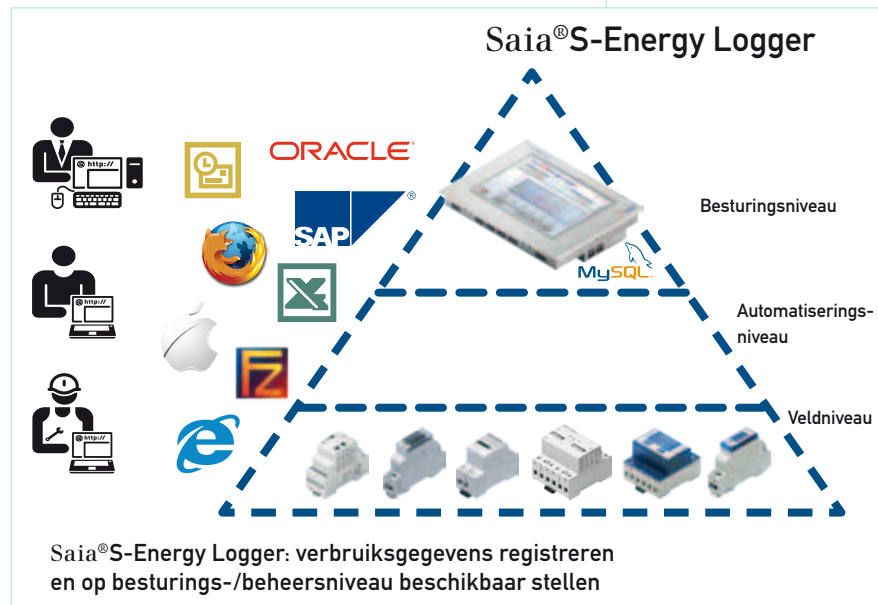 Saia®S-Energy Logger
http://
ORACLE®
SAP
®
Besturingsniveau
MySQL
http://
Automatiserings-
niveau
FZ
Veldniveau
http://
Saia®S-Energy Logger: verbruiksgegevens registreren
en op besturings-/beheersniveau beschikbaar stellen